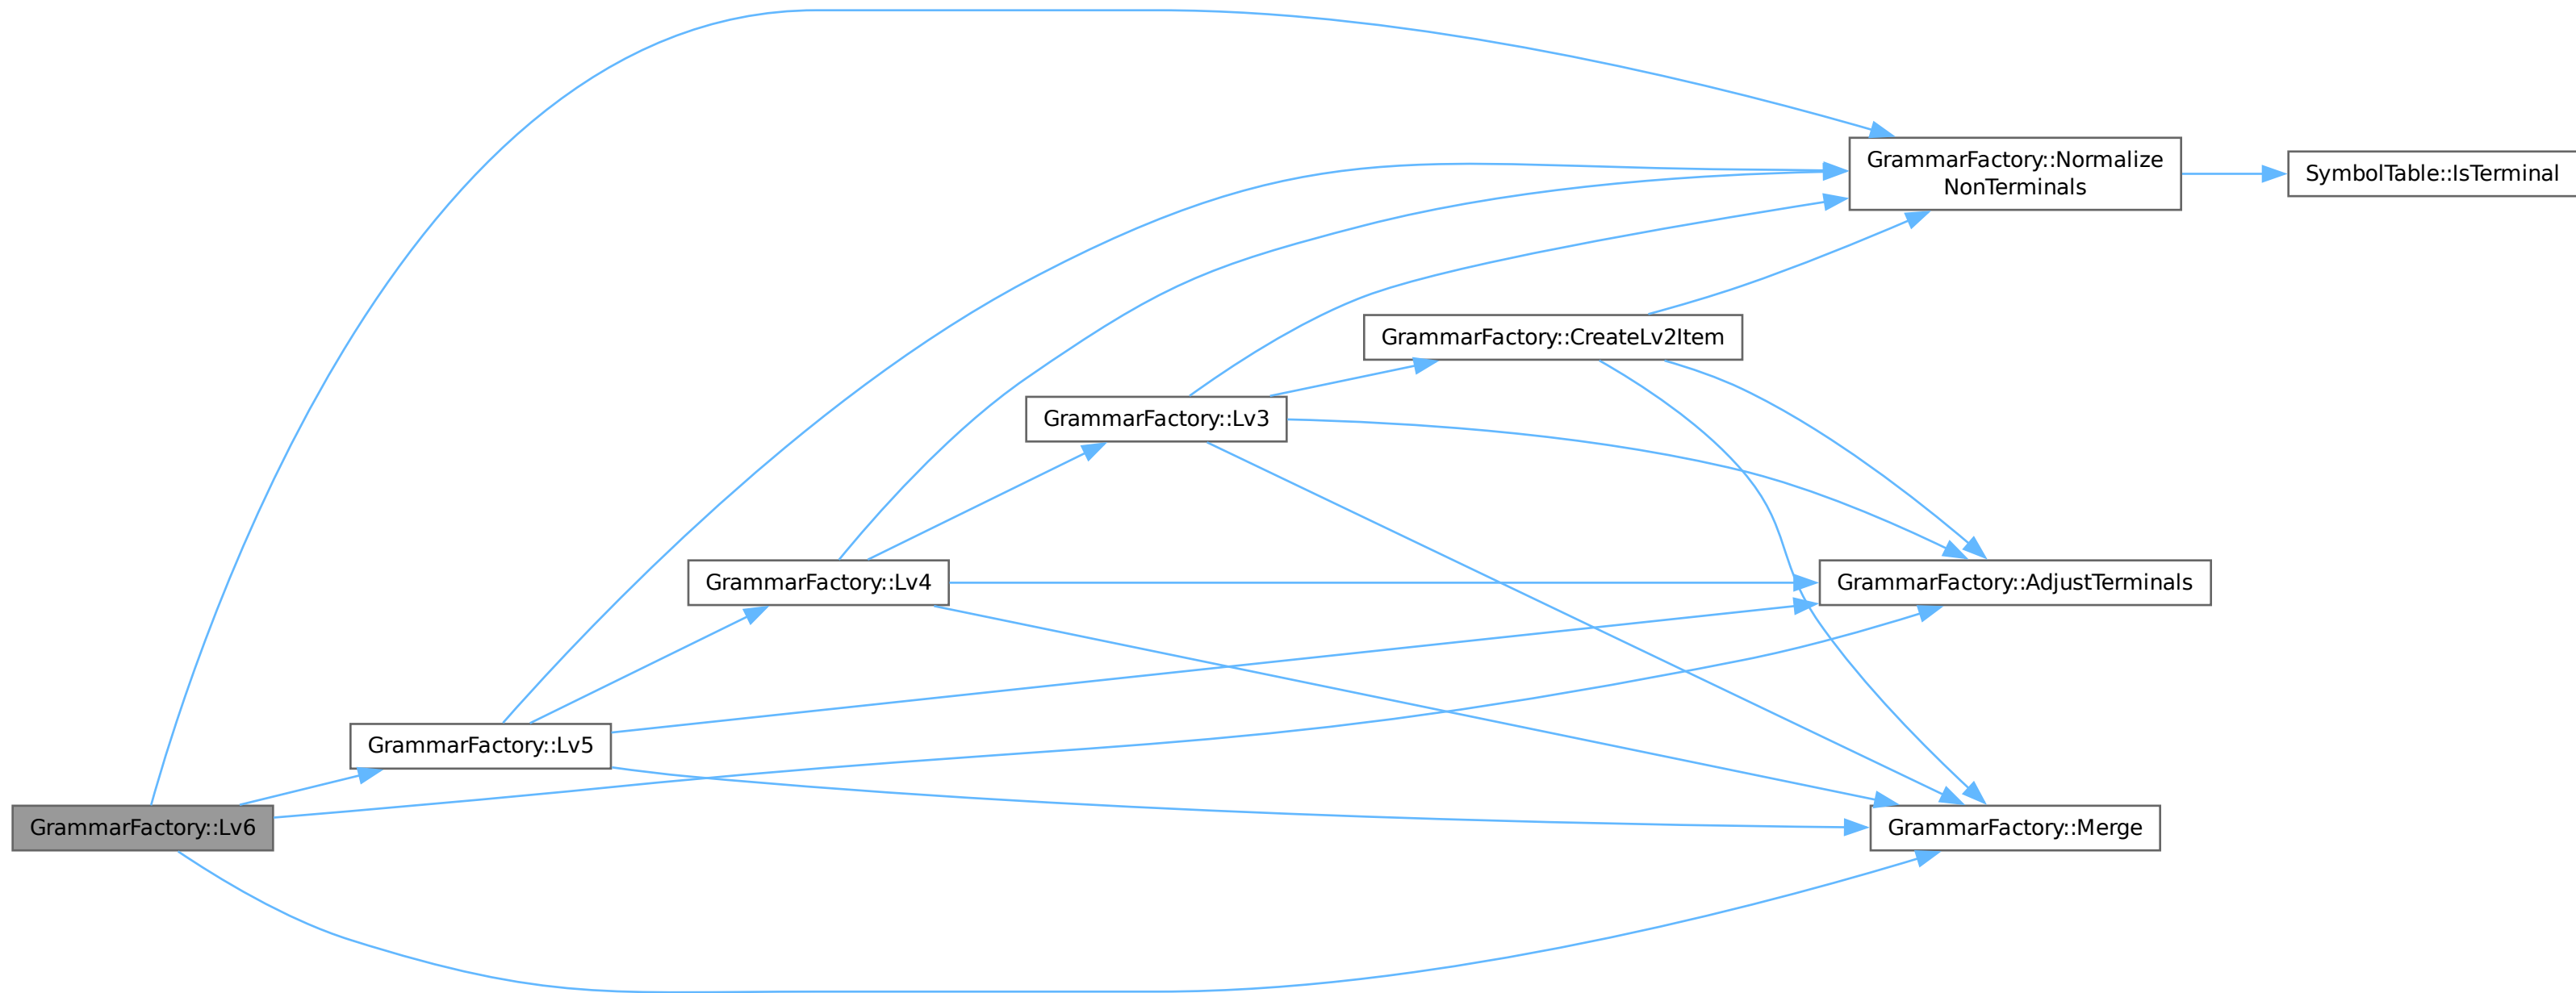 GrammarFactory::Normalize
NonTerminals
SymbolTable::IsTerminal
GrammarFactory::CreateLv2Item
GrammarFactory::Lv3
GrammarFactory::Lv4
GrammarFactory::AdjustTerminals
GrammarFactory::Lv5
GrammarFactory::Lv6
GrammarFactory::Merge